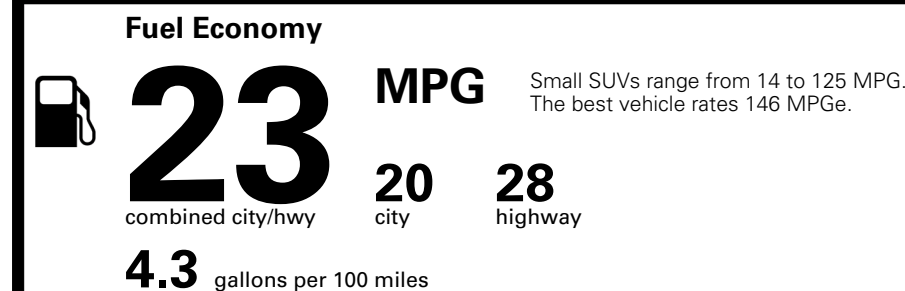 Fuel Economy
23
MPG
Small SUVs range from 14 to 125 MPG.
The best vehicle rates 146 MPGe.
combined city/hwy
20
city
28
highway
4.3 gallons per 100 miles